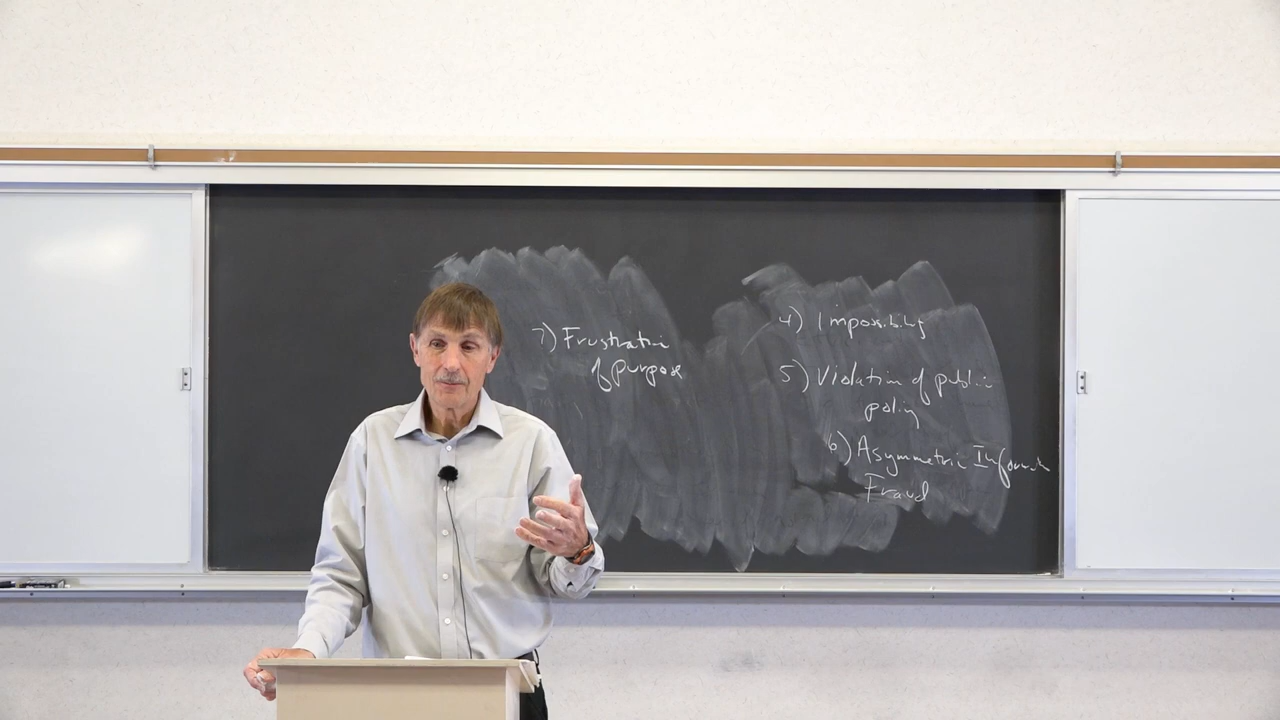 7) Frustration
of purpose
4) Impossibility
5) Violation of public
policy
6) Asymmetric Information
Fraud